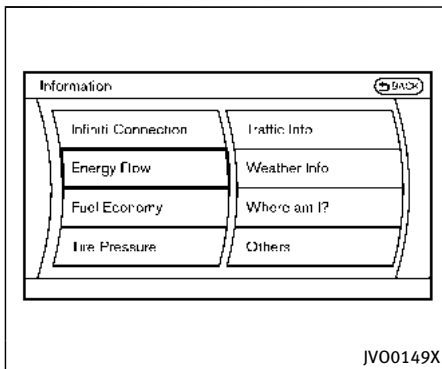 Information
BACK
Infiniti Connection
Traffic Info
Energy Flow
Weather Info
Fuel Economy
Where am I?
Tire Pressure
Others
JVO0149X